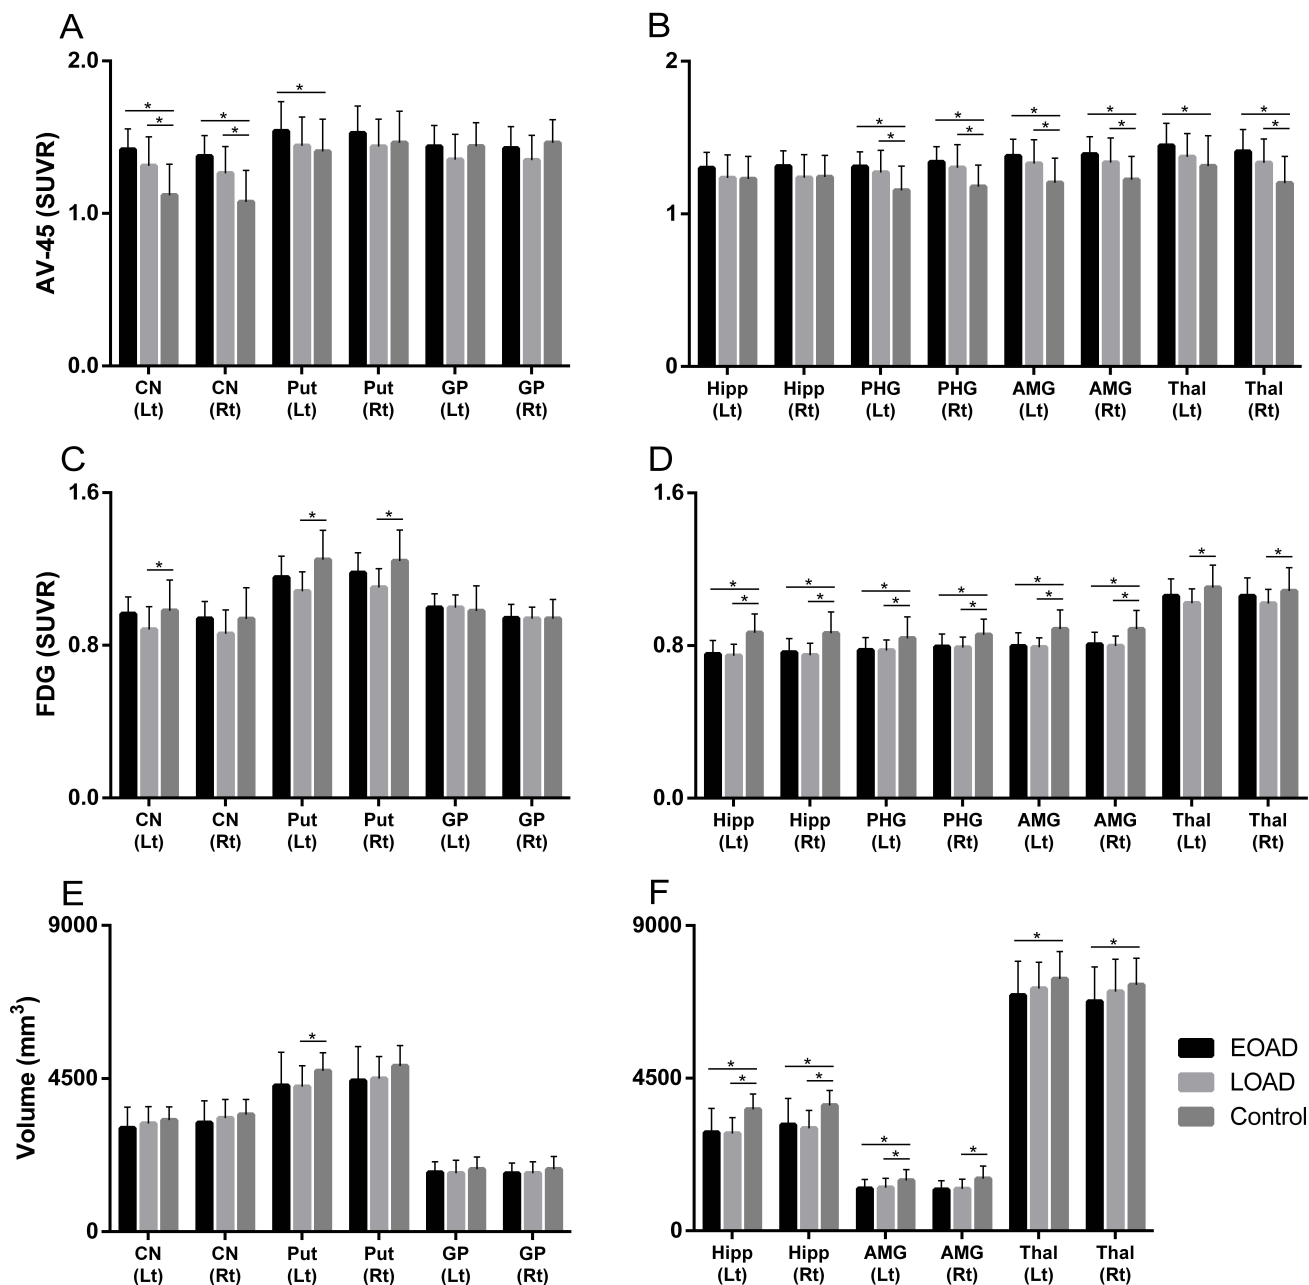 A
B
2.0
1.0
0.0
AV-45 (SUVR)
* * * * *
CN CN Put Put GP GP
(Lt) (Rt) (Lt) (Rt) (Lt) (Rt)
2
1
0
* * * * * * * * * * *
Hipp Hipp PHG PHG AMG AMG Thal Thal
(Lt) (Rt) (Lt) (Rt) (Lt) (Rt) (Lt) (Rt)
C
D
1.6
0.8
0.0
FDG (SUVR)
* * *
CN CN Put Put GP GP
(Lt) (Rt) (Lt) (Rt) (Lt) (Rt)
1.6
0.8
0.0
* * * * * * * * * * * * * *
Hipp Hipp PHG PHG AMG AMG Thal Thal
(Lt) (Rt) (Lt) (Rt) (Lt) (Rt) (Lt) (Rt)
E
F
9000
4500
0
Volume (mm³)
*
CN CN Put Put GP GP
(Lt) (Rt) (Lt) (Rt) (Lt) (Rt)
9000
4500
0
* * * * * * * * *
Hipp Hipp AMG AMG Thal Thal
(Lt) (Rt) (Lt) (Rt) (Lt) (Rt)
EOAD
LOAD
Control